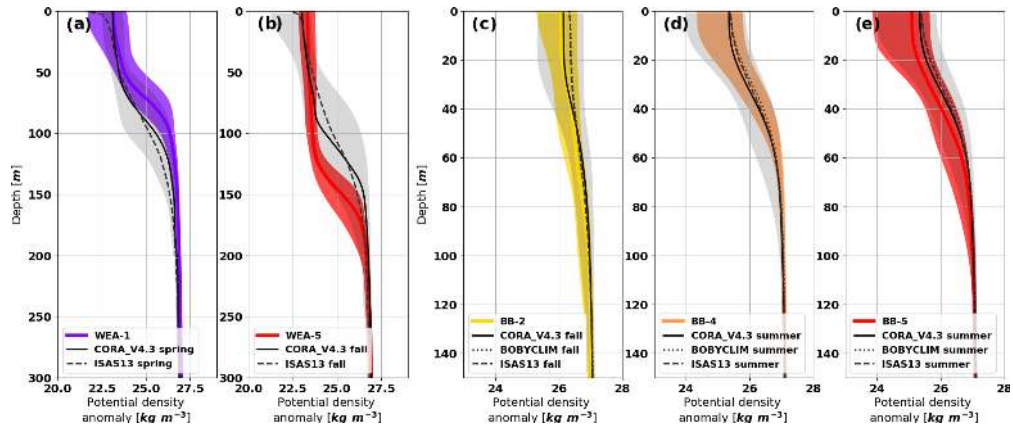 (a)
(b)
(c)
(d)
(e)
Depth [m]
0
50
100
150
200
250
300
20.0 22.5 25.0 27.5
WEA-1
CORA_V4.3 spring
ISAS13 spring
Potential density
anomaly [kg m⁻³]
0
50
100
150
200
250
300
20.0 22.5 25.0 27.5
WEA-5
CORA_V4.3 fall
ISAS13 fall
Potential density
anomaly [kg m⁻³]
Depth [m]
0
20
40
60
80
100
120
140
24 26 28
BB-2
CORA_V4.3 fall
BOBYCLIM fall
ISAS13 fall
Potential density
anomaly [kg m⁻³]
0
20
40
60
80
100
120
140
24 26 28
BB-4
CORA_V4.3 summer
BOBYCLIM summer
ISAS13 summer
Potential density
anomaly [kg m⁻³]
0
20
40
60
80
100
120
140
24 26 28
BB-5
CORA_V4.3 summer
BOBYCLIM summer
ISAS13 summer
Potential density
anomaly [kg m⁻³]